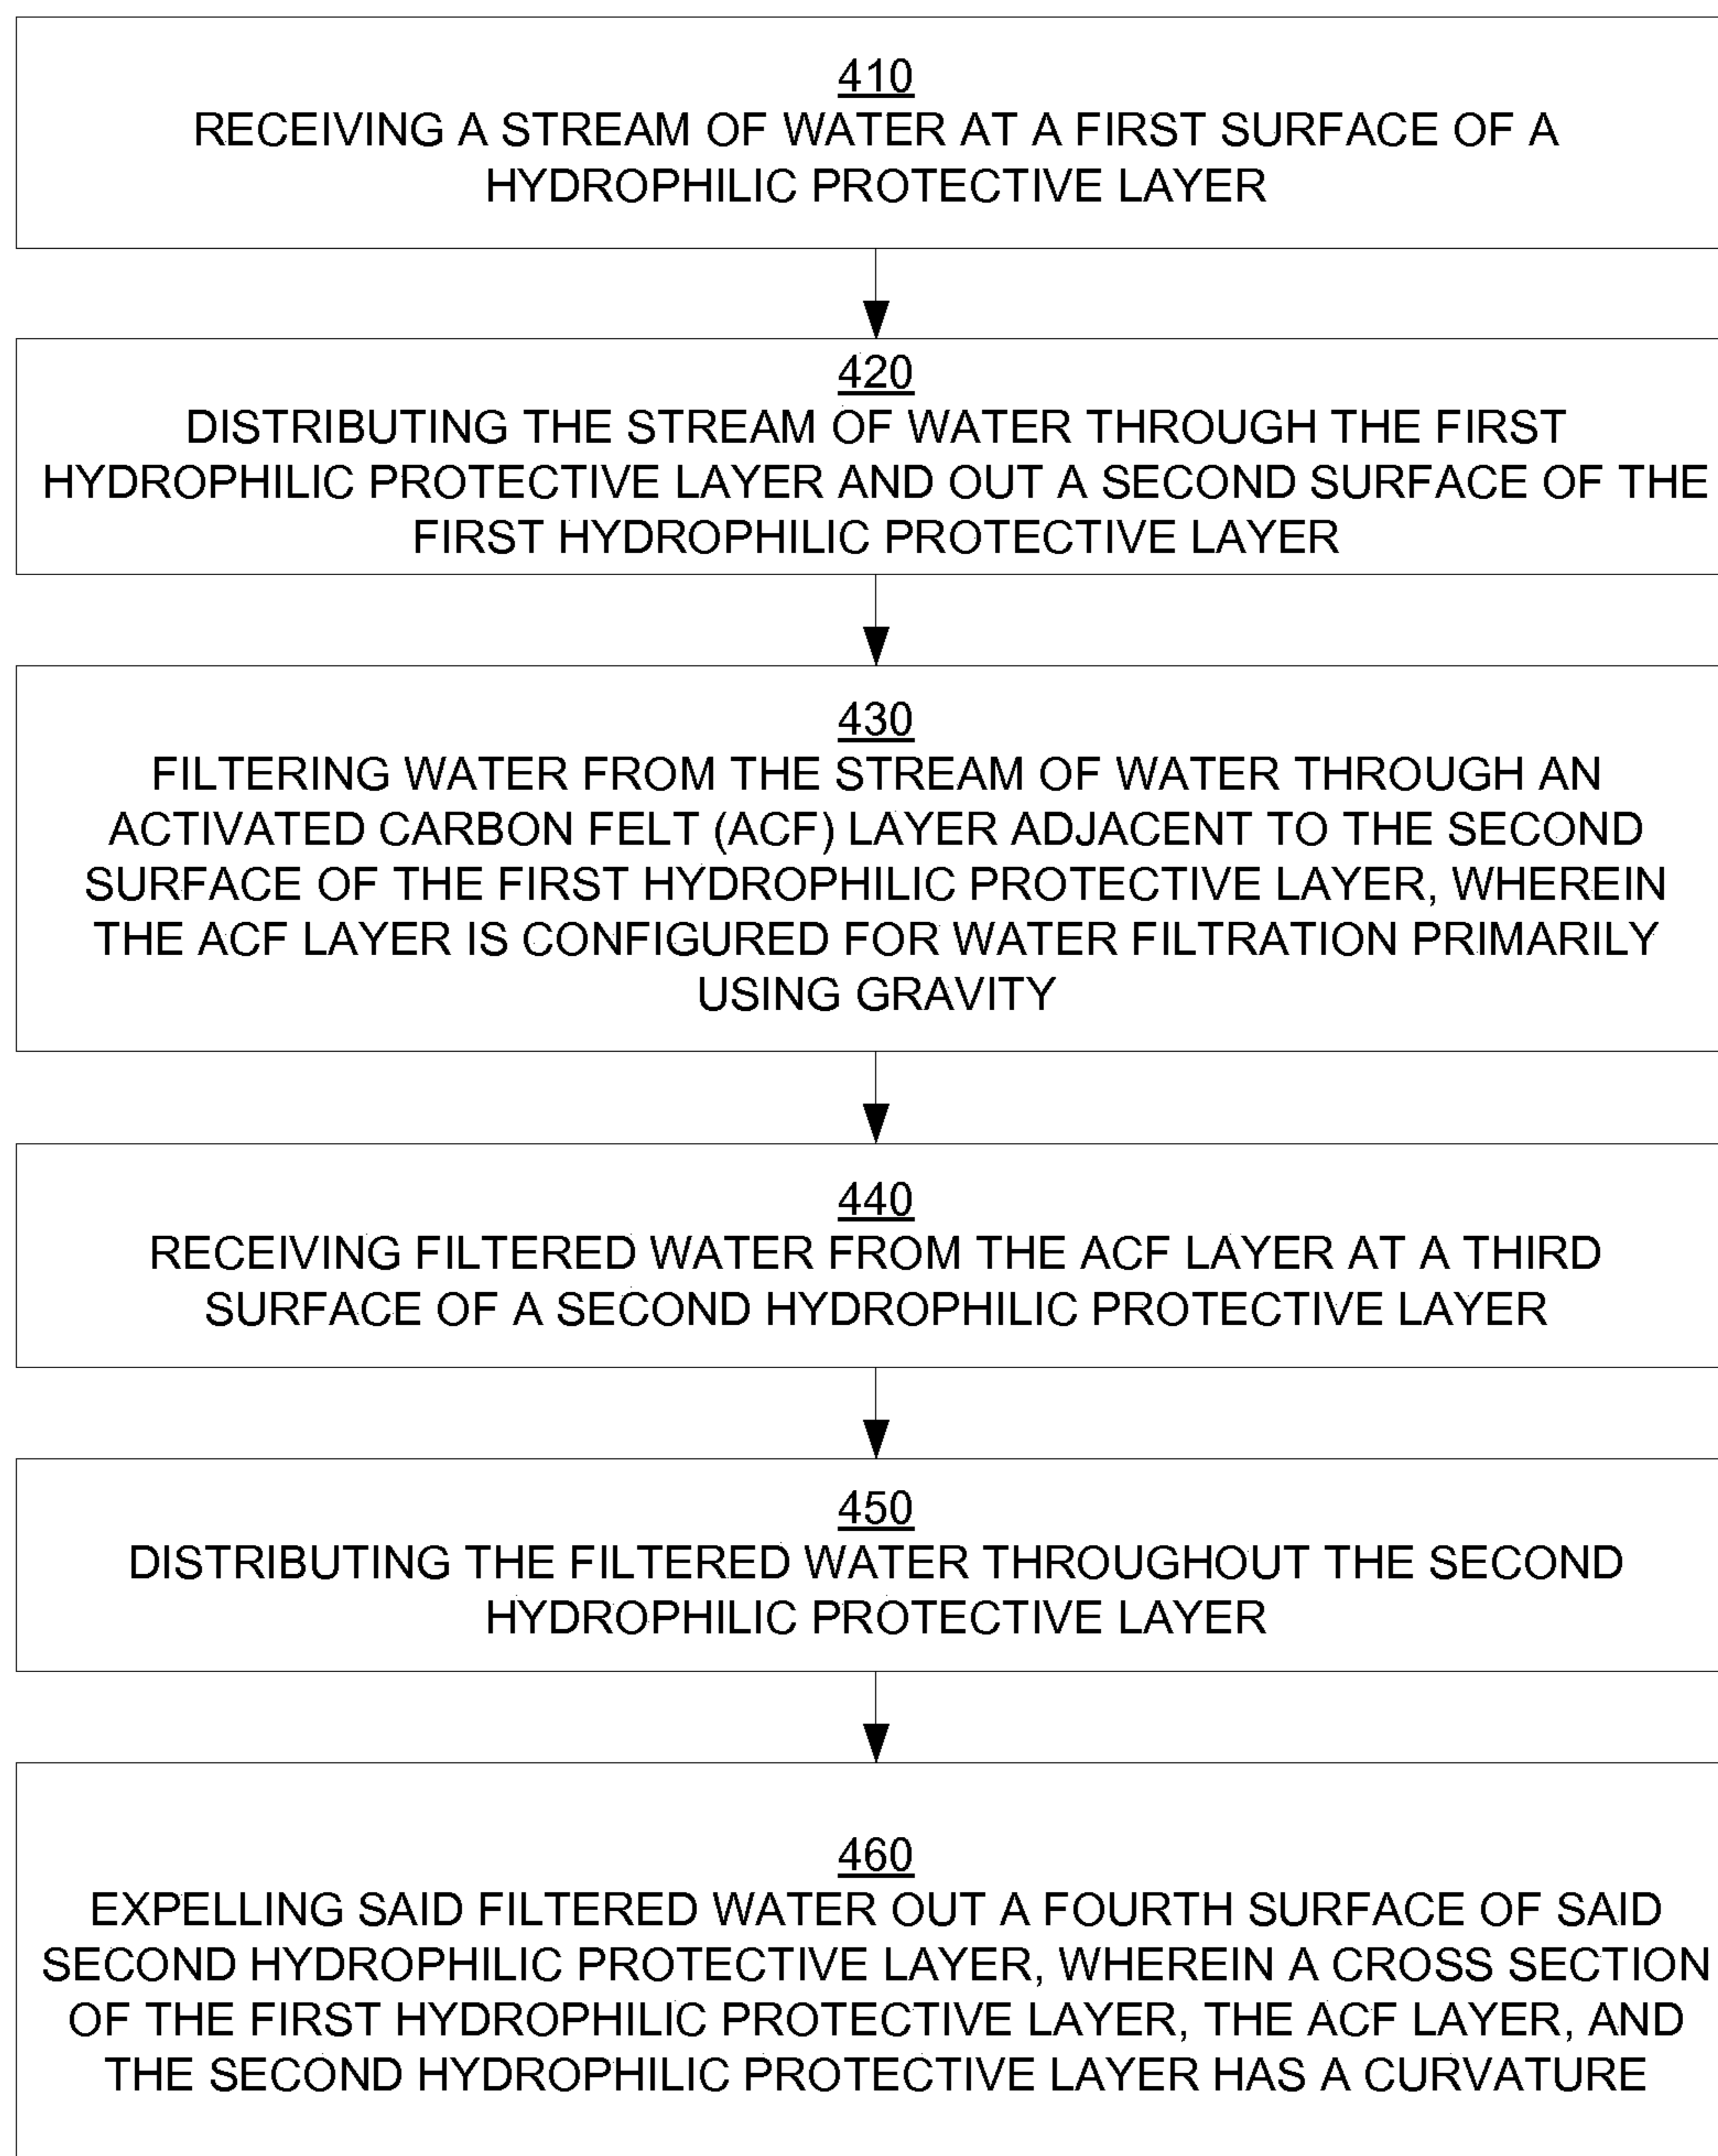 410
RECEIVING A STREAM OF WATER AT A FIRST SURFACE OF A
HYDROPHILIC PROTECTIVE LAYER
420
DISTRIBUTING THE STREAM OF WATER THROUGH THE FIRST
HYDROPHILIC PROTECTIVE LAYER AND OUT A SECOND SURFACE OF THE
FIRST HYDROPHILIC PROTECTIVE LAYER
430
FILTERING WATER FROM THE STREAM OF WATER THROUGH AN
ACTIVATED CARBON FELT (ACF) LAYER ADJACENT TO THE SECOND
SURFACE OF THE FIRST HYDROPHILIC PROTECTIVE LAYER, WHEREIN
THE ACF LAYER IS CONFIGURED FOR WATER FILTRATION PRIMARILY
USING GRAVITY
440
RECEIVING FILTERED WATER FROM THE ACF LAYER AT A THIRD
SURFACE OF A SECOND HYDROPHILIC PROTECTIVE LAYER
450
DISTRIBUTING THE FILTERED WATER THROUGHOUT THE SECOND
HYDROPHILIC PROTECTIVE LAYER
460
EXPELLING SAID FILTERED WATER OUT A FOURTH SURFACE OF SAID
SECOND HYDROPHILIC PROTECTIVE LAYER, WHEREIN A CROSS SECTION
OF THE FIRST HYDROPHILIC PROTECTIVE LAYER, THE ACF LAYER, AND
THE SECOND HYDROPHILIC PROTECTIVE LAYER HAS A CURVATURE